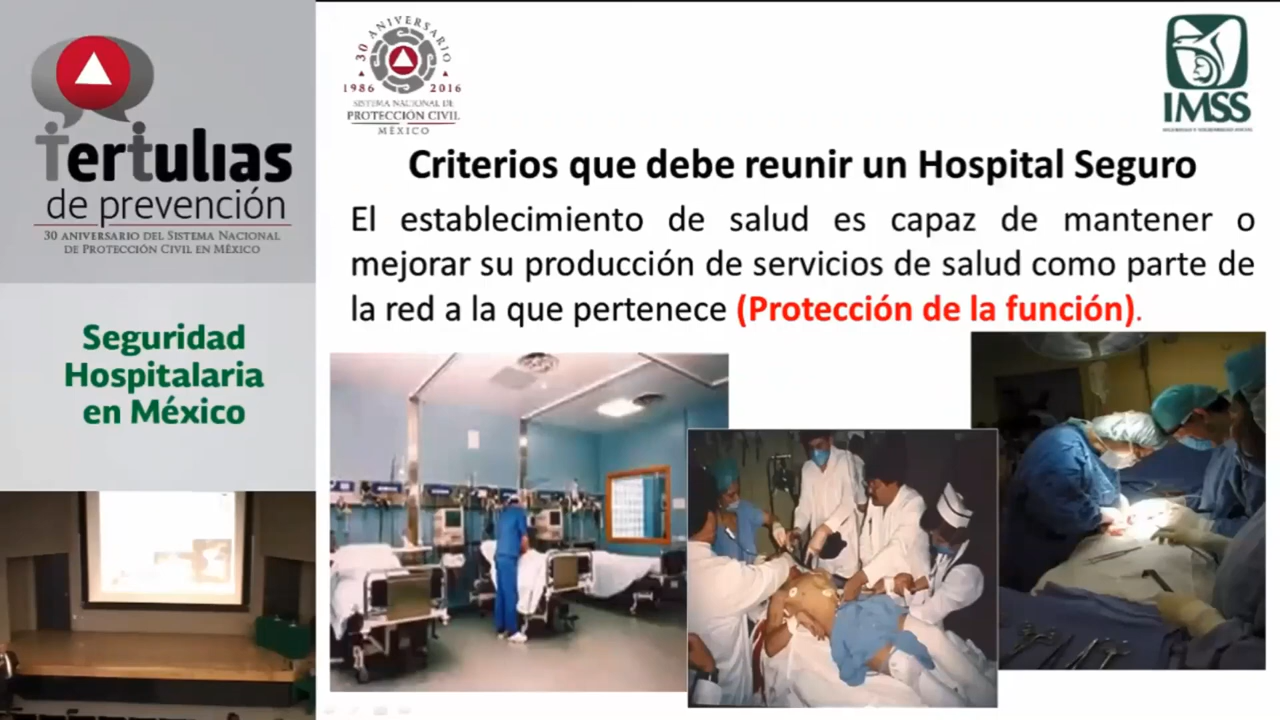 Tertulias
de prevención
30 ANIVERSARIO DEL SISTEMA NACIONAL
DE PROTECCIÓN CIVIL EN MÉXICO
Seguridad
Hospitalaria
en México
30 ANIVERSARIO
1986 2016
SISTEMA NACIONAL DE
PROTECCIÓN CIVIL
MÉXICO
IMSS
SEGURIDAD Y SOLIDARIDAD SOCIAL
Criterios que debe reunir un Hospital Seguro
El establecimiento de salud es capaz de mantener o
mejorar su producción de servicios de salud como parte de
la red a la que pertenece (Protección de la función).